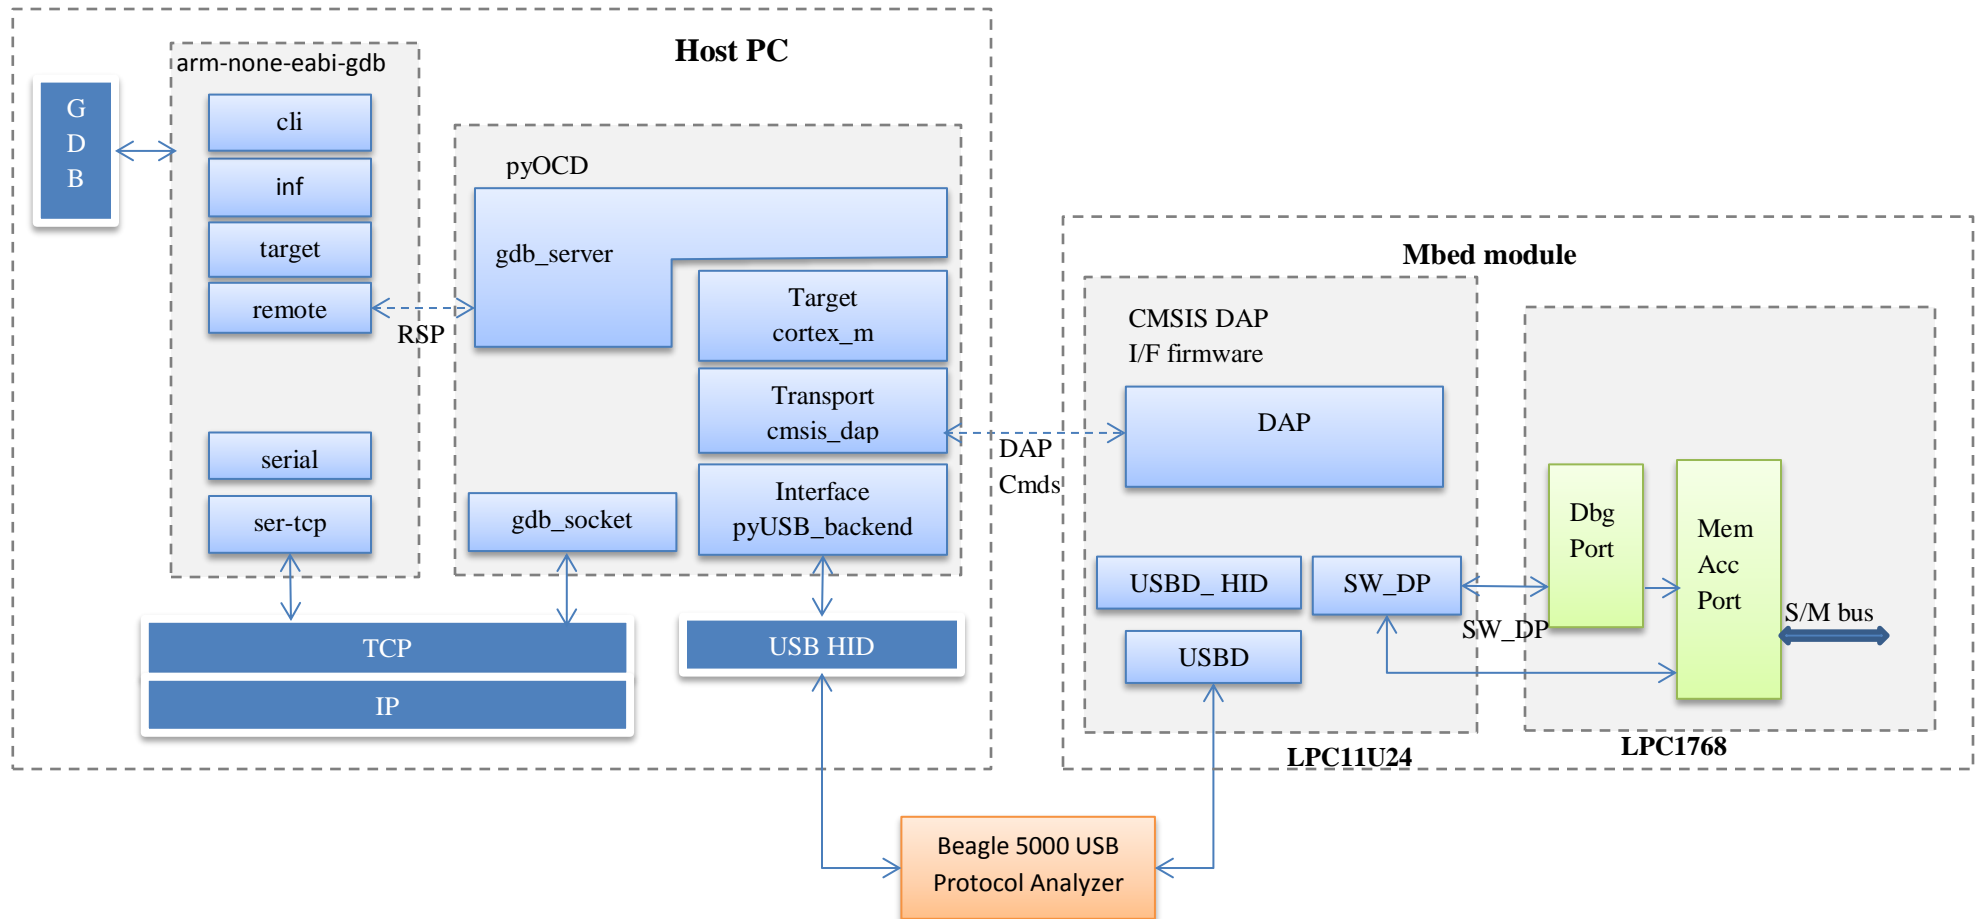 Host PC
arm-none-eabi-gdb
G
D
B
cli
inf
target
remote
serial
ser-tcp
RSP
pyOCD
gdb_server
Target
cortex_m
Transport
cmsis_dap
Interface
pyUSB_backend
gdb_socket
TCP
IP
USB HID
DAP
Cmds
Mbed module
CMSIS DAP
I/F firmware
DAP
USBD_ HID
SW_DP
USBD
SW_DP
Dbg
Port
Mem
Acc
Port
S/M bus
LPC11U24
LPC1768
Beagle 5000 USB
Protocol Analyzer